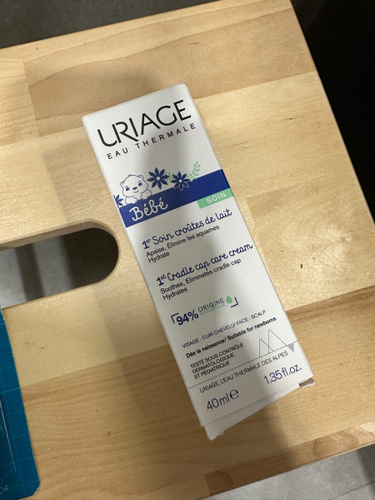 URIAGE
EAU THERMALE
Bébé
SOIN
1er Soin croûtes de lait
Apaise, Elimine les squames
Hydrate
1st Cradle cap care cream
Soothes, Eliminates cradle cap
Hydrates
94% ORIGINE
VISAGE - CUIR CHEVELU/ FACE - SCALP
Dès la naissance/ Suitable for newborns
TESTÉ SOUS CONTRÔLE
DERMATOLOGIQUE
ET PÉDIATRIQUE
URIAGE, L'EAU THERMALE DES ALPES
40ml e 1.35 fl.oz.